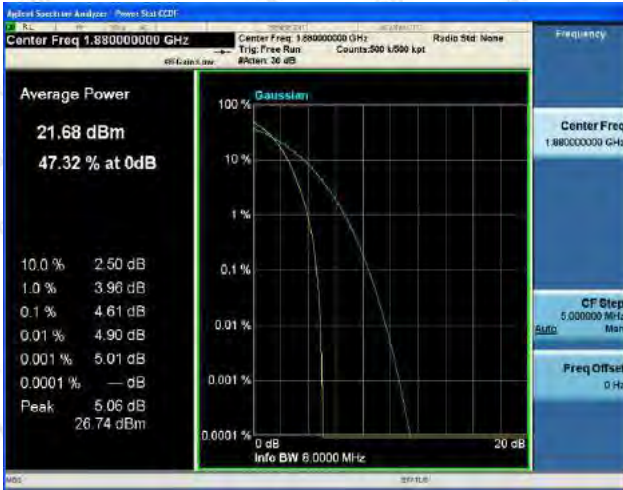 Agilent Spectrum Analyzer - Power Stat CCDF
Center Freq 1.880000000 GHz
Center Freq: 1.880000000 GHz
Radio Std: None
Trig: Free Run
Counts:500 k/500 kpt
#IFGain:Low
#Atten: 30 dB
Frequency
Average Power
21.68 dBm
47.32 % at 0dB
10.0 % 2.50 dB
1.0 % 3.96 dB
0.1 % 4.61 dB
0.01 % 4.90 dB
0.001 % 5.01 dB
0.0001 % --- dB
Peak 5.06 dB
26.74 dBm
Gaussian
100 %
10 %
1 %
0.1 %
0.01 %
0.001 %
0.0001 %
0 dB
20 dB
Info BW 8.0000 MHz
Center Freq
1.880000000 GHz
CF Step
5.000000 MHz
Auto Man
Freq Offset
0 Hz
MSG
STATUS